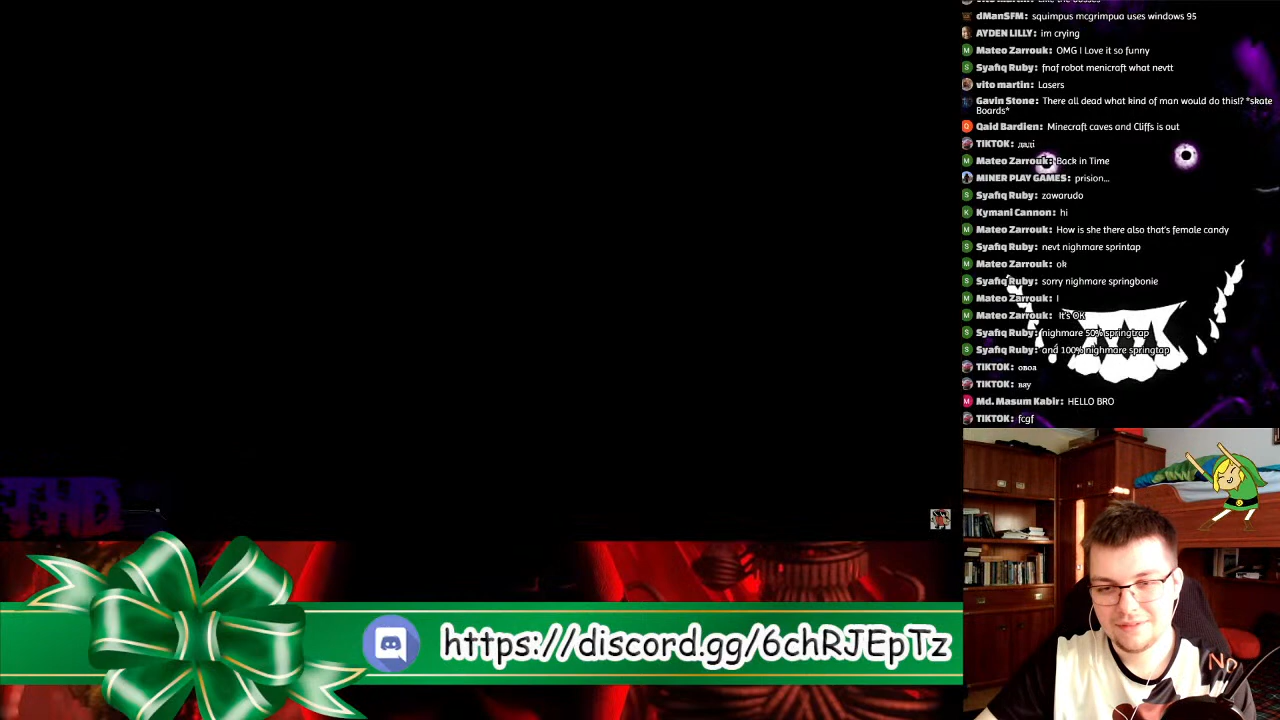 dManSFM: squimpus mcgrimpua uses windows 95
AYDEN LILLY: im crying
Mateo Zarrouk: OMG I Love it so funny
Syafiq Ruby: fnaf robot menicraft what nevtt
vito martin: Lasers
Gavin Stone: There all dead what kind of man would do this!? *skate
Boards*
Qaid Bardien: Minecraft caves and Cliffs is out
TIKTOK: даді
Mateo Zarrouk: Back in Time
MINER PLAY GAMES: prision...
Syafiq Ruby: zawarudo
Kymani Cannon: hi
Mateo Zarrouk: How is she there also that's female candy
Syafiq Ruby: nevt nighmare sprintap
Mateo Zarrouk: ok
Syafiq Ruby: sorry nighmare springbonie
Mateo Zarrouk: I
Mateo Zarrouk: It's OK
Syafiq Ruby: nighmare 50% springtrap
Syafiq Ruby: and 100% nighmare springtap
TIKTOK: овоа
TIKTOK: вау
Md. Masum Kabir: HELLO BRO
TIKTOK: fcgf
https://discord.gg/6chRJEpTz
No